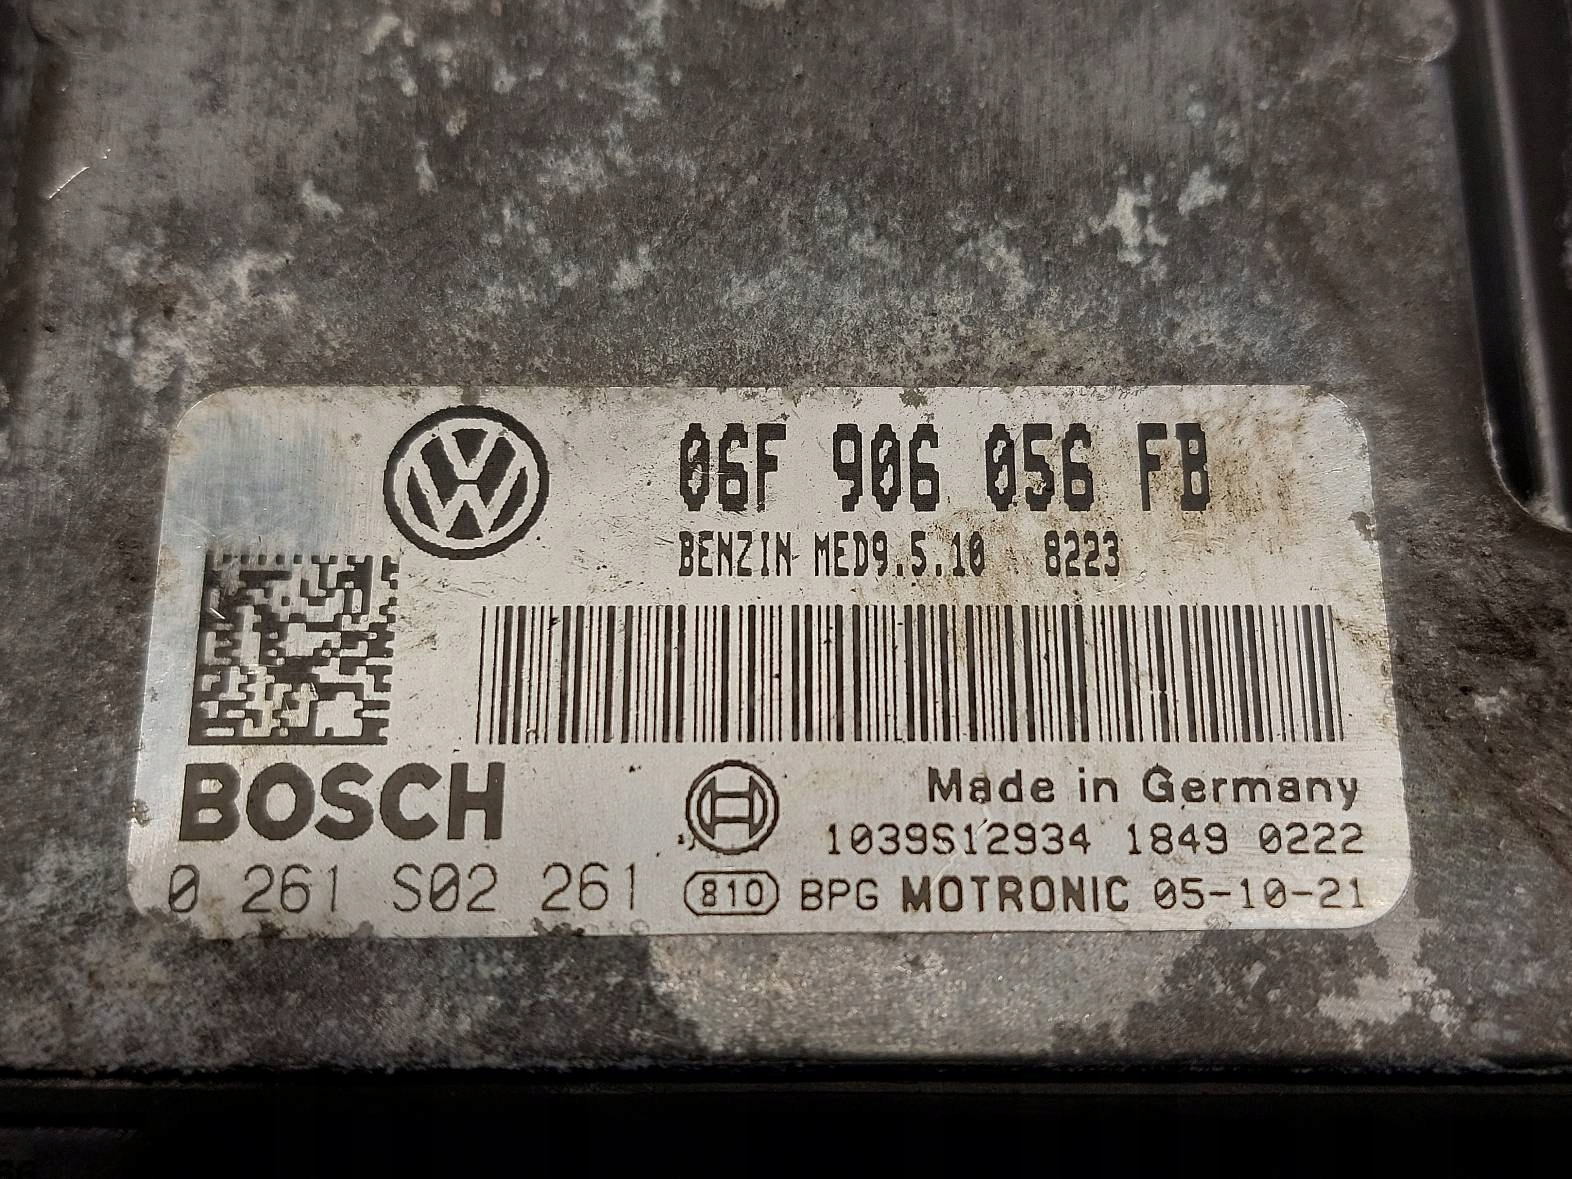 06F 906 056 FB
BENZIN MED9.5.10 8223
BOSCH
Made in Germany
1039S12934 1849 0222
0 261 S02 261
810 BPG MOTRONIC 05-10-21